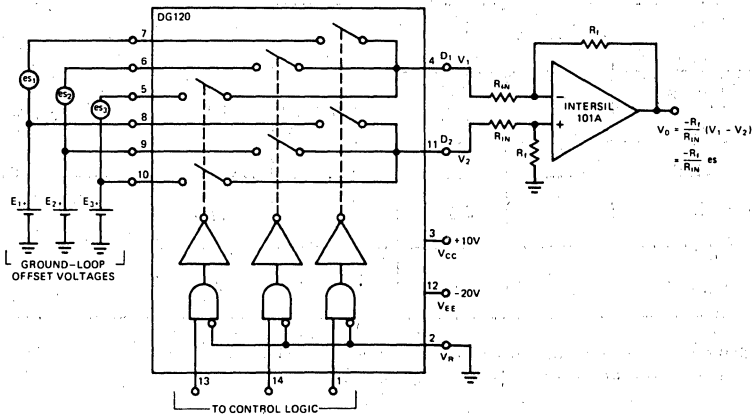 DG120
7
es1
6
es2
5
es3
8
9
10
E1+
E2+
E3+
GROUND-LOOP
OFFSET VOLTAGES
4
D1
V1
11
D2
V2
RIN
RIN
Rf
Rf
-
+
INTERSIL
101A
V0 = -Rf/RIN (V1 - V2)
= -Rf/RIN es
3
+10V
VCC
12
-20V
VEE
2
VR
13
14
1
TO CONTROL LOGIC